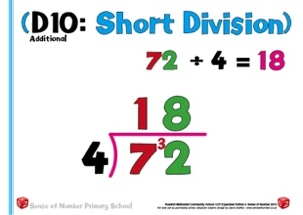 (D10: Short Division)
Additional
72 ÷ 4 = 18
18
4 7³2
Sense of Number Primary School